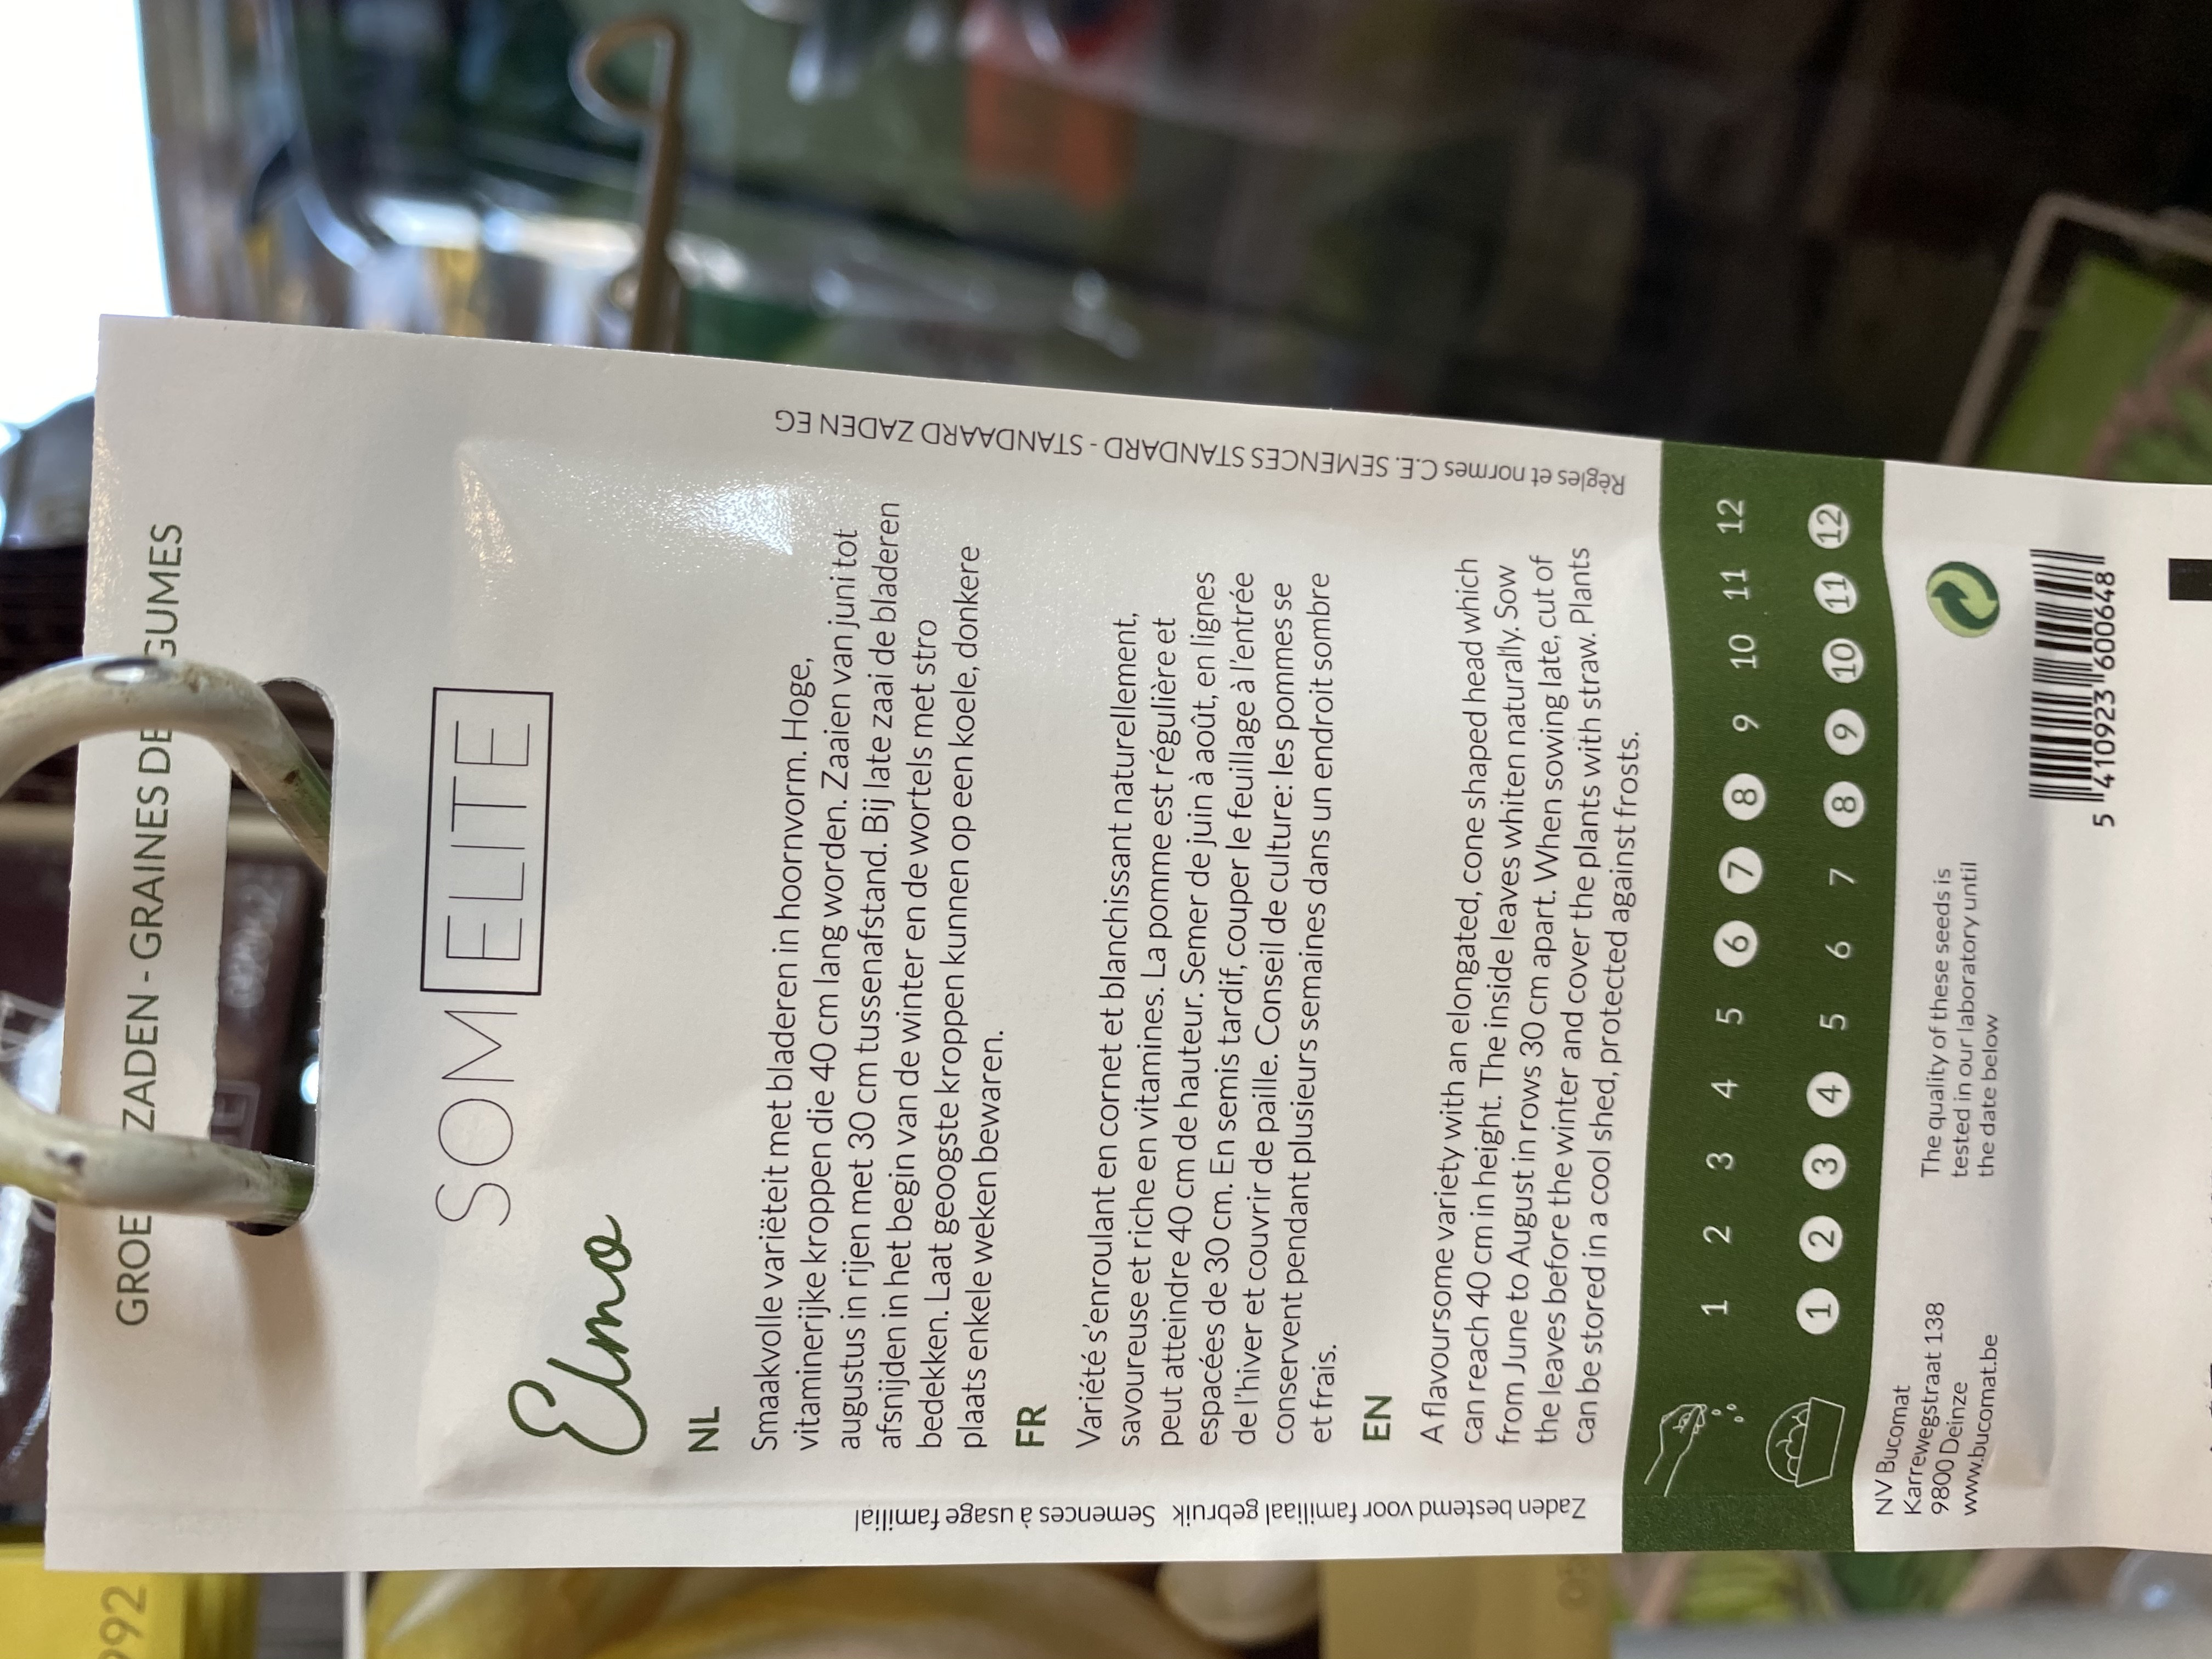 GROE ZADEN - GRAINES DE GUMES
SOM ELITE
Elmo
NL
Smaakvolle variëteit met bladeren in hoornvorm. Hoge,
vitaminerijke kroppen die 40 cm lang worden. Zaaien van juni tot
augustus in rijen met 30 cm tussenafstand. Bij late zaai de bladeren
afsnijden in het begin van de winter en de wortels met stro
bedekken. Laat geoogste kroppen kunnen op een koele, donkere
plaats enkele weken bewaren.
FR
Variété s'enroulant en cornet et blanchissant naturellement,
savoureuse et riche en vitamines. La pomme est régulière et
peut atteindre 40 cm de hauteur. Semer de juin à août, en lignes
espacées de 30 cm. En semis tardif, couper le feuillage à l'entrée
de l'hiver et couvrir de paille. Conseil de culture: les pommes se
conservent pendant plusieurs semaines dans un endroit sombre
et frais.
EN
A flavoursome variety with an elongated, cone shaped head which
can reach 40 cm in height. The inside leaves whiten naturally. Sow
from June to August in rows 30 cm apart. When sowing late, cut of
the leaves before the winter and cover the plants with straw. Plants
can be stored in a cool shed, protected against frosts.
Zaden bestemd voor familiaal gebruik Semences à usage familial
Règles et normes C.E. SEMENCES STANDARD - STANDAARD ZADEN EG
1 2 3 4 5 6 7 8 9 10 11 12
1 2 3 4 5 6 7 8 9 10 11 12
NV Bucomat
Karrewegstraat 138
9800 Deinze
www.bucomat.be
The quality of these seeds is
tested in our laboratory until
the date below
5 410923 600648
992